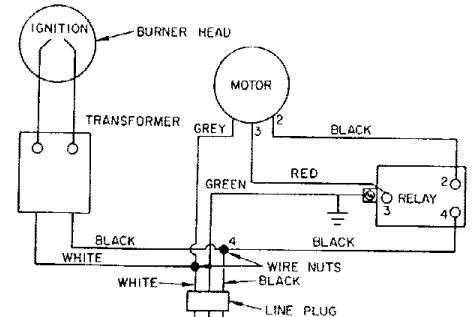 IGNITION
BURNER HEAD
MOTOR
TRANSFORMER
GREY
3
2
BLACK
RED
GREEN
2
RELAY
3
4
BLACK
4
BLACK
WHITE
WIRE NUTS
WHITE
BLACK
LINE PLUG